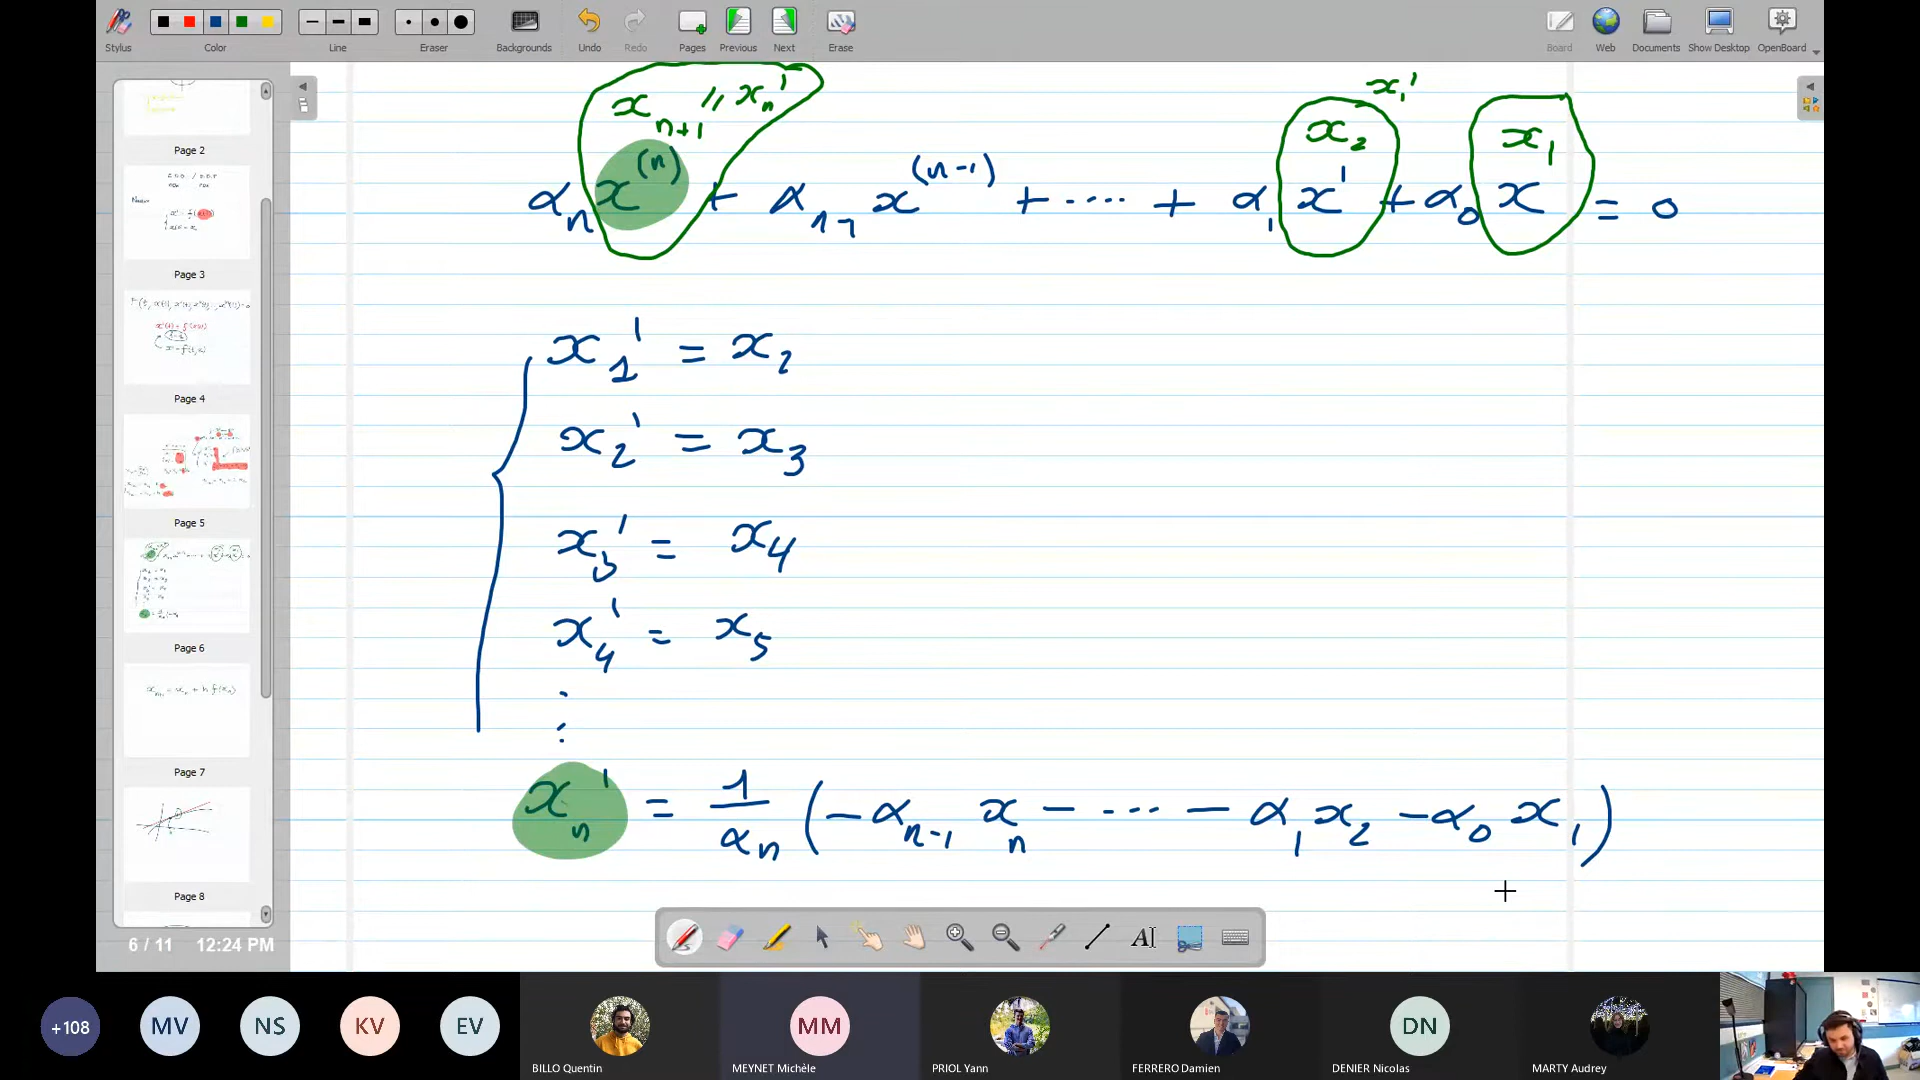 Stylus Color Line Eraser Backgrounds Undo Redo Pages Previous Next Erase Board Web Documents Show Desktop OpenBoard
x_{n+1} // x_n'
x_1'
x_2
x_1
α_n x^{(n)} + α_{n-1} x^{(n-1)} + .... + α_1 x' + α_0 x = 0
x_1' = x_2
x_2' = x_3
x_3' = x_4
x_4' = x_5
:
x_n' = 1/α_n (-α_{n-1} x_n - ... - α_1 x_2 - α_0 x_1)
Page 2
Page 3
Page 4
Page 5
Page 6
x_{n+1} = x_n + h f(x_n)
Page 7
Page 8
6 / 11 12:24 PM
+108 MV NS KV EV MM DN
BILLO Quentin MEYNET Michèle PRIOL Yann FERRERO Damien DENIER Nicolas MARTY Audrey